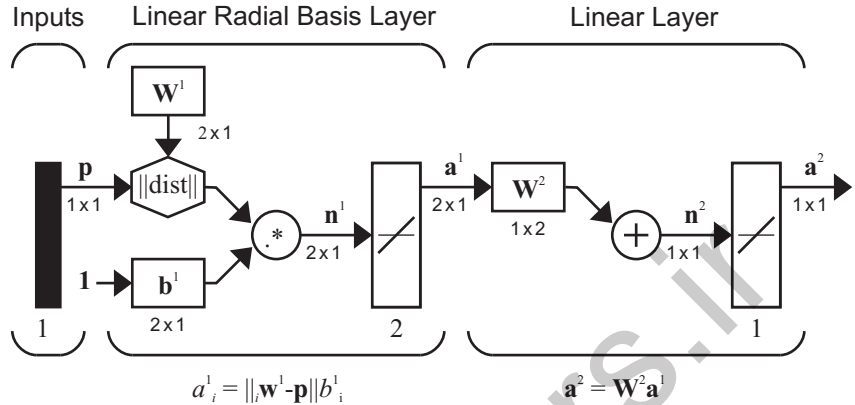 Inputs Linear Radial Basis Layer Linear Layer
W¹
2 x 1
p
1 x 1
||dist||
a¹
2 x 1
W²
1 x 2
a²
1 x 1
.*
n¹
2 x 1
+
n²
1 x 1
1
b¹
2 x 1
1 2 1
a¹ᵢ = ||ᵢw¹-p||b¹ᵢ a² = W²a¹
rs.ir